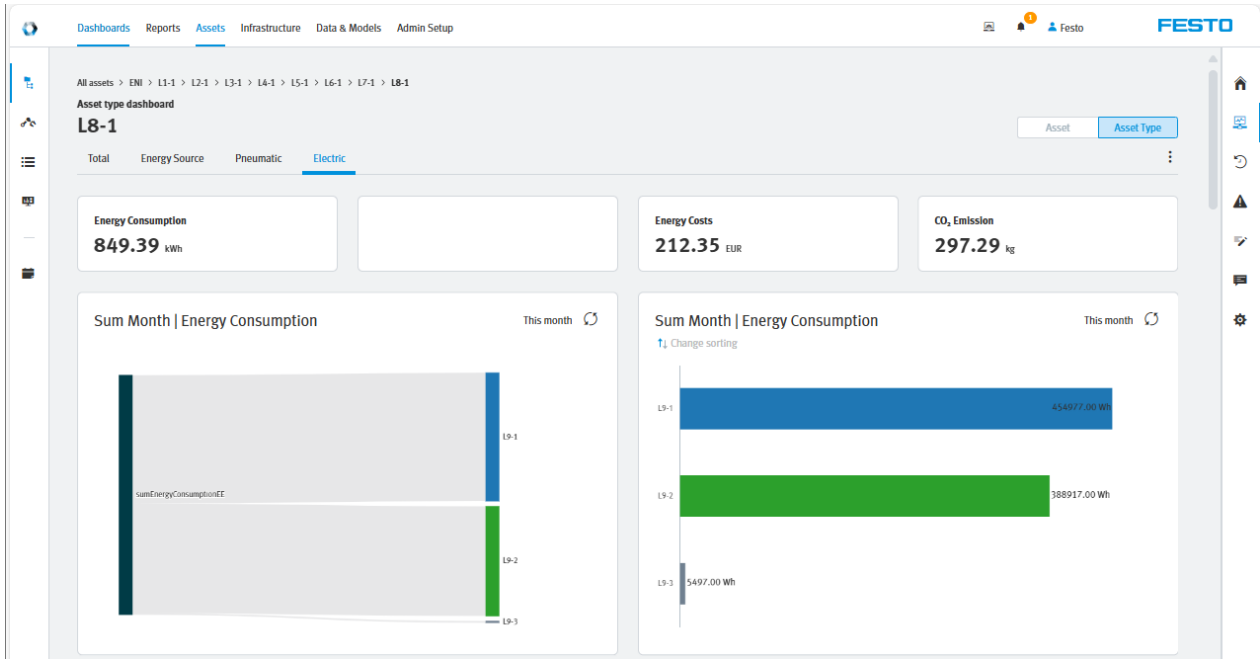 Dashboards Reports Assets Infrastructure Data & Models Admin Setup
1
Festo
FESTO
All assets > ENI > L1-1 > L2-1 > L3-1 > L4-1 > L5-1 > L6-1 > L7-1 > L8-1
Asset type dashboard
L8-1
Asset Asset Type
Total Energy Source Pneumatic Electric
Energy Consumption
849.39 kWh
Energy Costs
212.35 EUR
CO₂ Emission
297.29 kg
Sum Month | Energy Consumption
This month
sumEnergyConsumptionEE
L9-1
L9-2
L9-3
Sum Month | Energy Consumption
This month
Change sorting
L9-1 454977.00 Wh
L9-2 388917.00 Wh
L9-3 5497.00 Wh